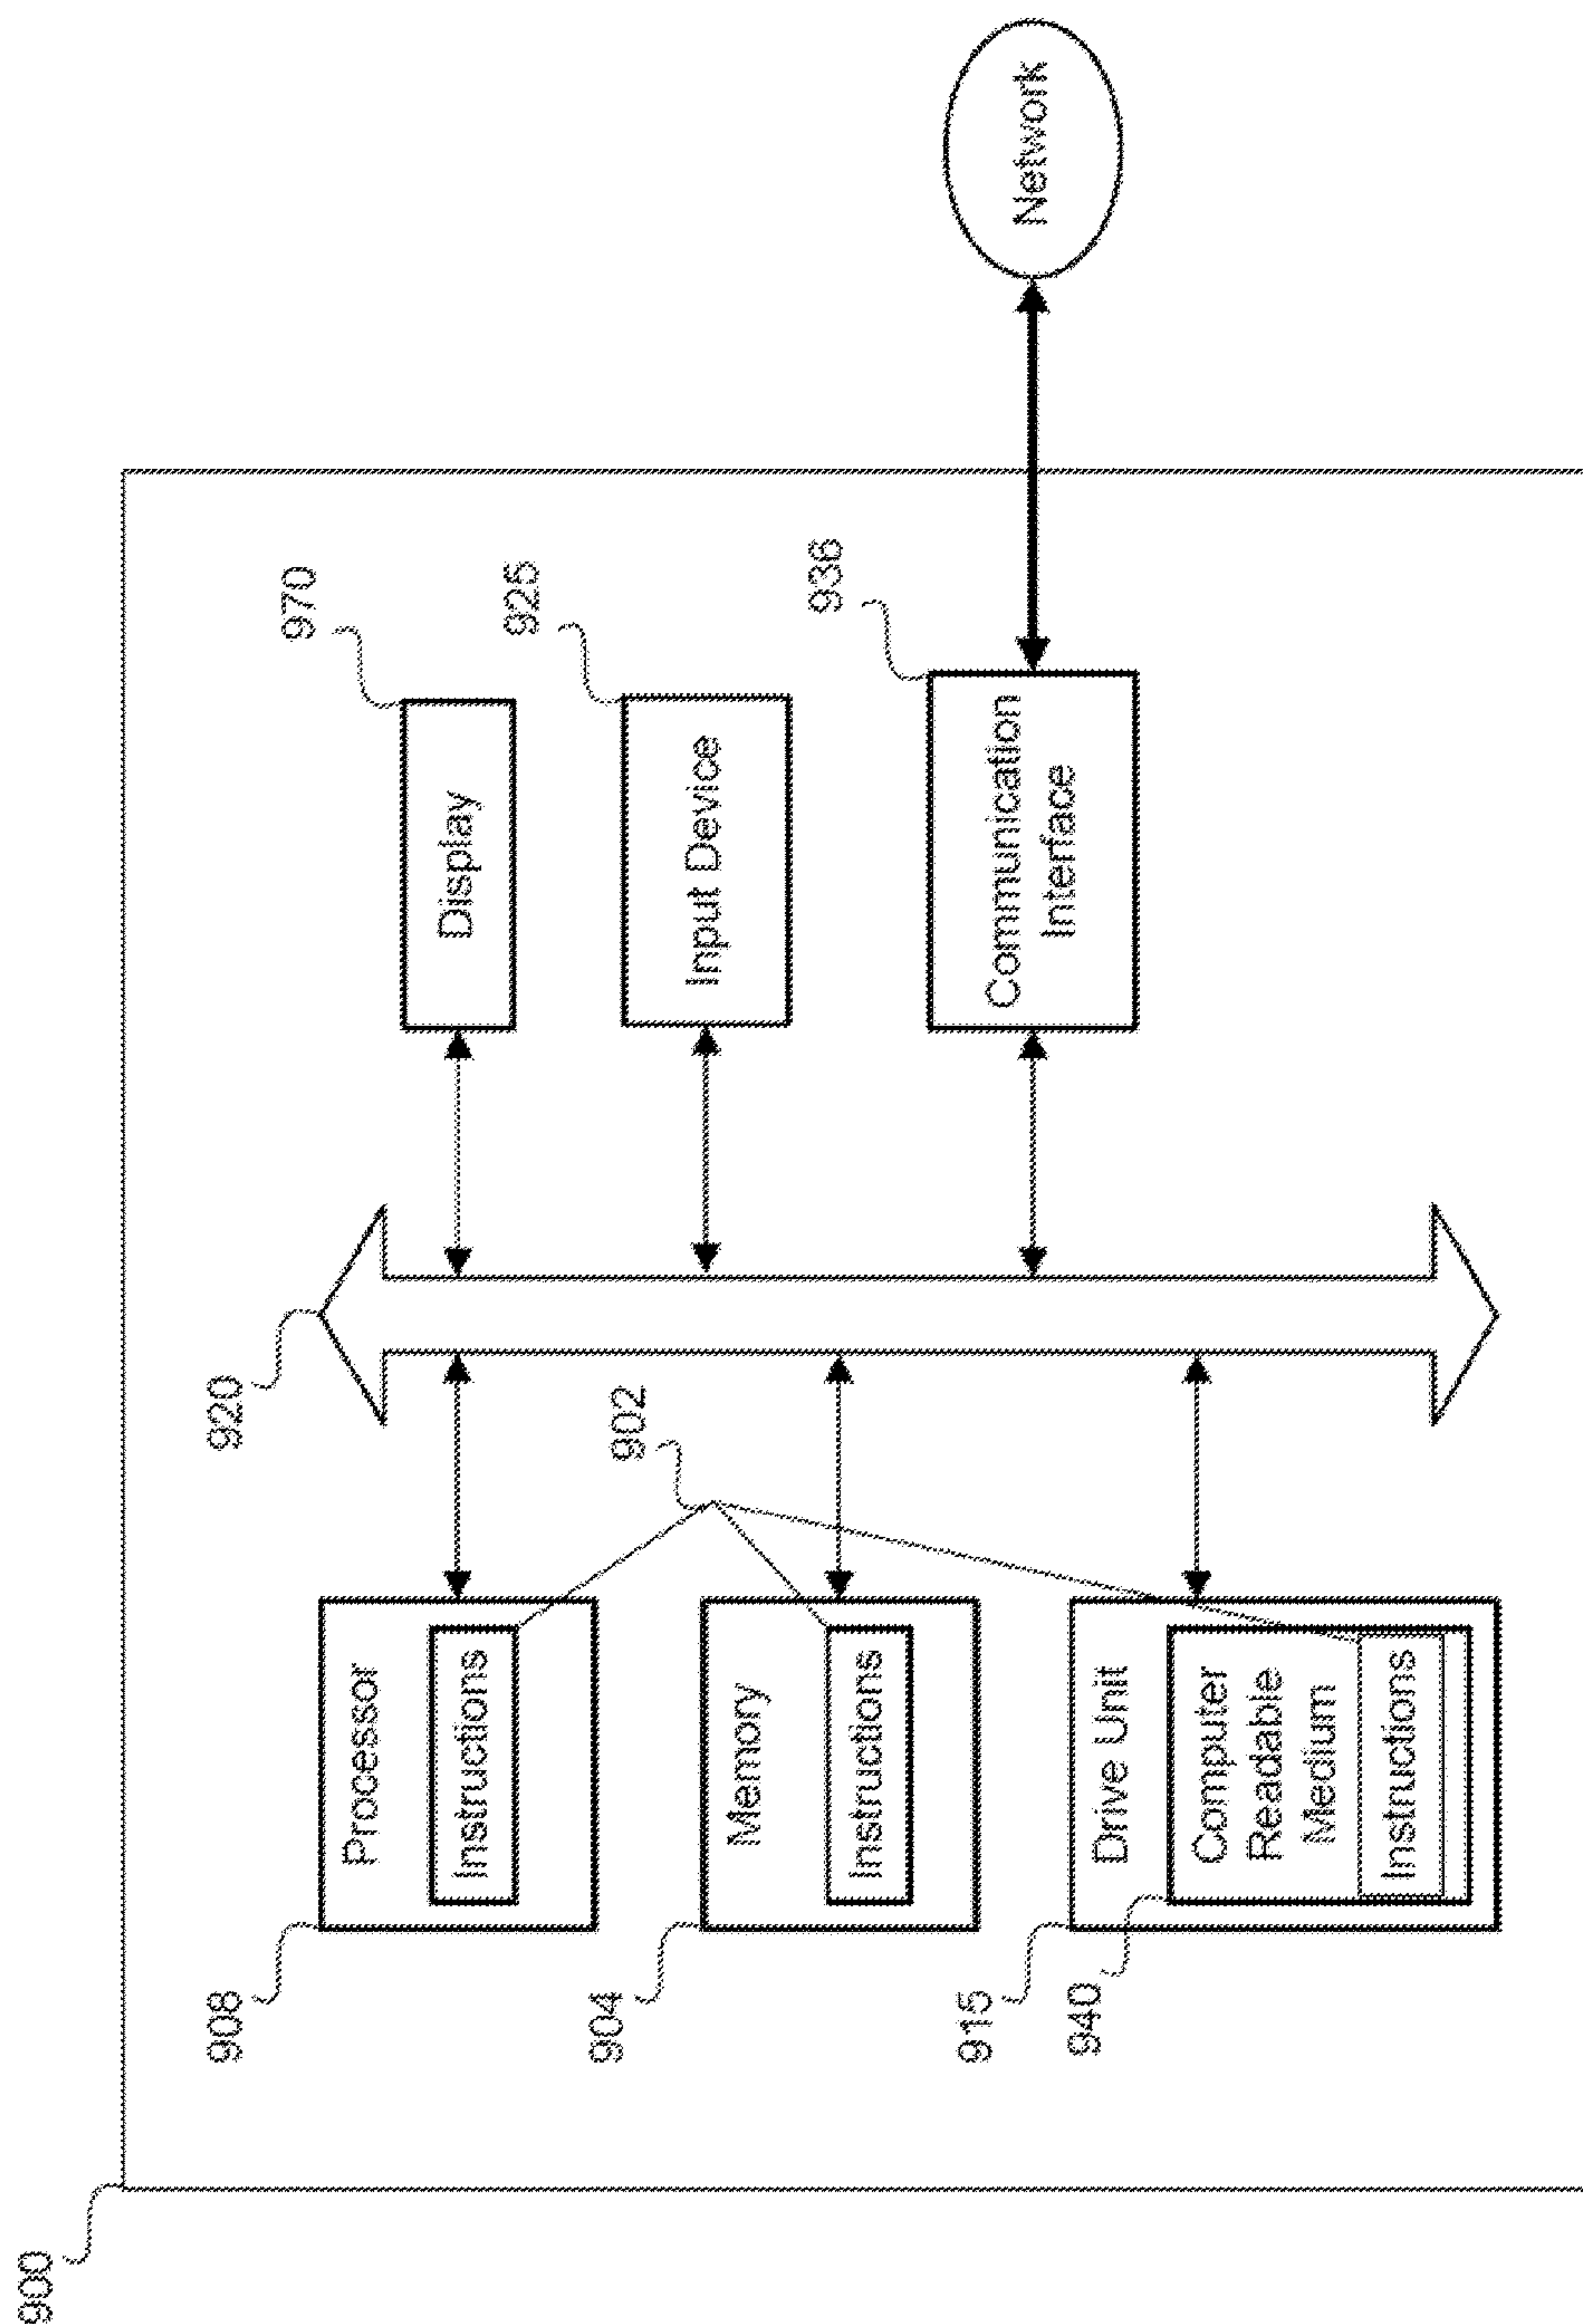 900
908
Processor
Instructions
920
970
Display
902
925
Input Device
904
Memory
Instructions
936
Communication
Interface
Network
915
Drive Unit
940
Computer
Readable
Medium
Instructions